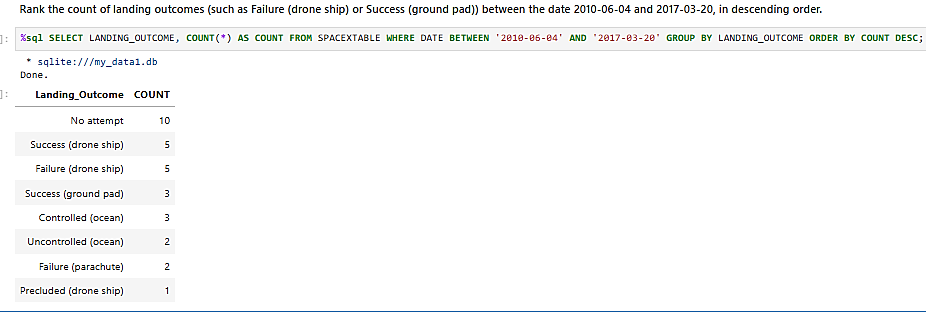 Rank the count of landing outcomes (such as Failure (drone ship) or Success (ground pad)) between the date 2010-06-04 and 2017-03-20, in descending order.
]: %sql SELECT LANDING_OUTCOME, COUNT(*) AS COUNT FROM SPACEXTABLE WHERE DATE BETWEEN '2010-06-04' AND '2017-03-20' GROUP BY LANDING_OUTCOME ORDER BY COUNT DESC;
* sqlite:///my_data1.db
Done.
]: Landing_Outcome COUNT
No attempt 10
Success (drone ship) 5
Failure (drone ship) 5
Success (ground pad) 3
Controlled (ocean) 3
Uncontrolled (ocean) 2
Failure (parachute) 2
Precluded (drone ship) 1